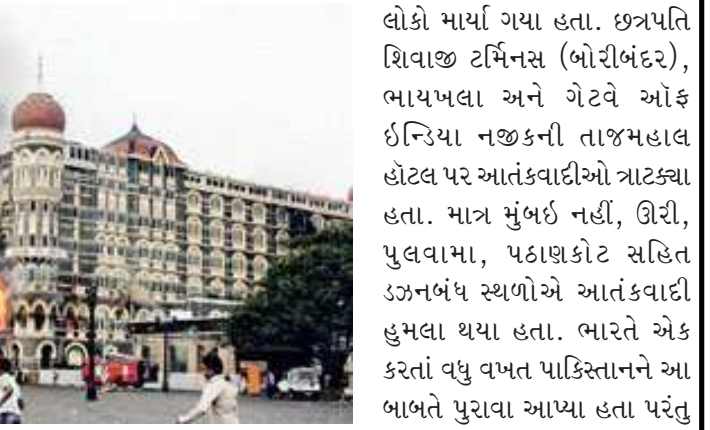 લોકો માર્યા ગયા હતા. છત્રપતિ
શિવાજી ટર્મિનસ (બોરીબંદર),
ભાયખલા અને ગેટવે ઑફ
ઇન્ડિયા નજીકની તાજમહાલ
હૉટલ પર આતંકવાદીઓ ત્રાટક્યા
હતા. માત્ર મુંબઇ નહીં, ઊરી,
પુલવામા, પઠાણકોટ સહિત
ડઝનબંધ સ્થળોએ આતંકવાદી
હુમલા થયા હતા. ભારતે એક
કરતાં વધુ વખત પાકિસ્તાનને આ
બાબતે પુરાવા આપ્યા હતા પરંતુ